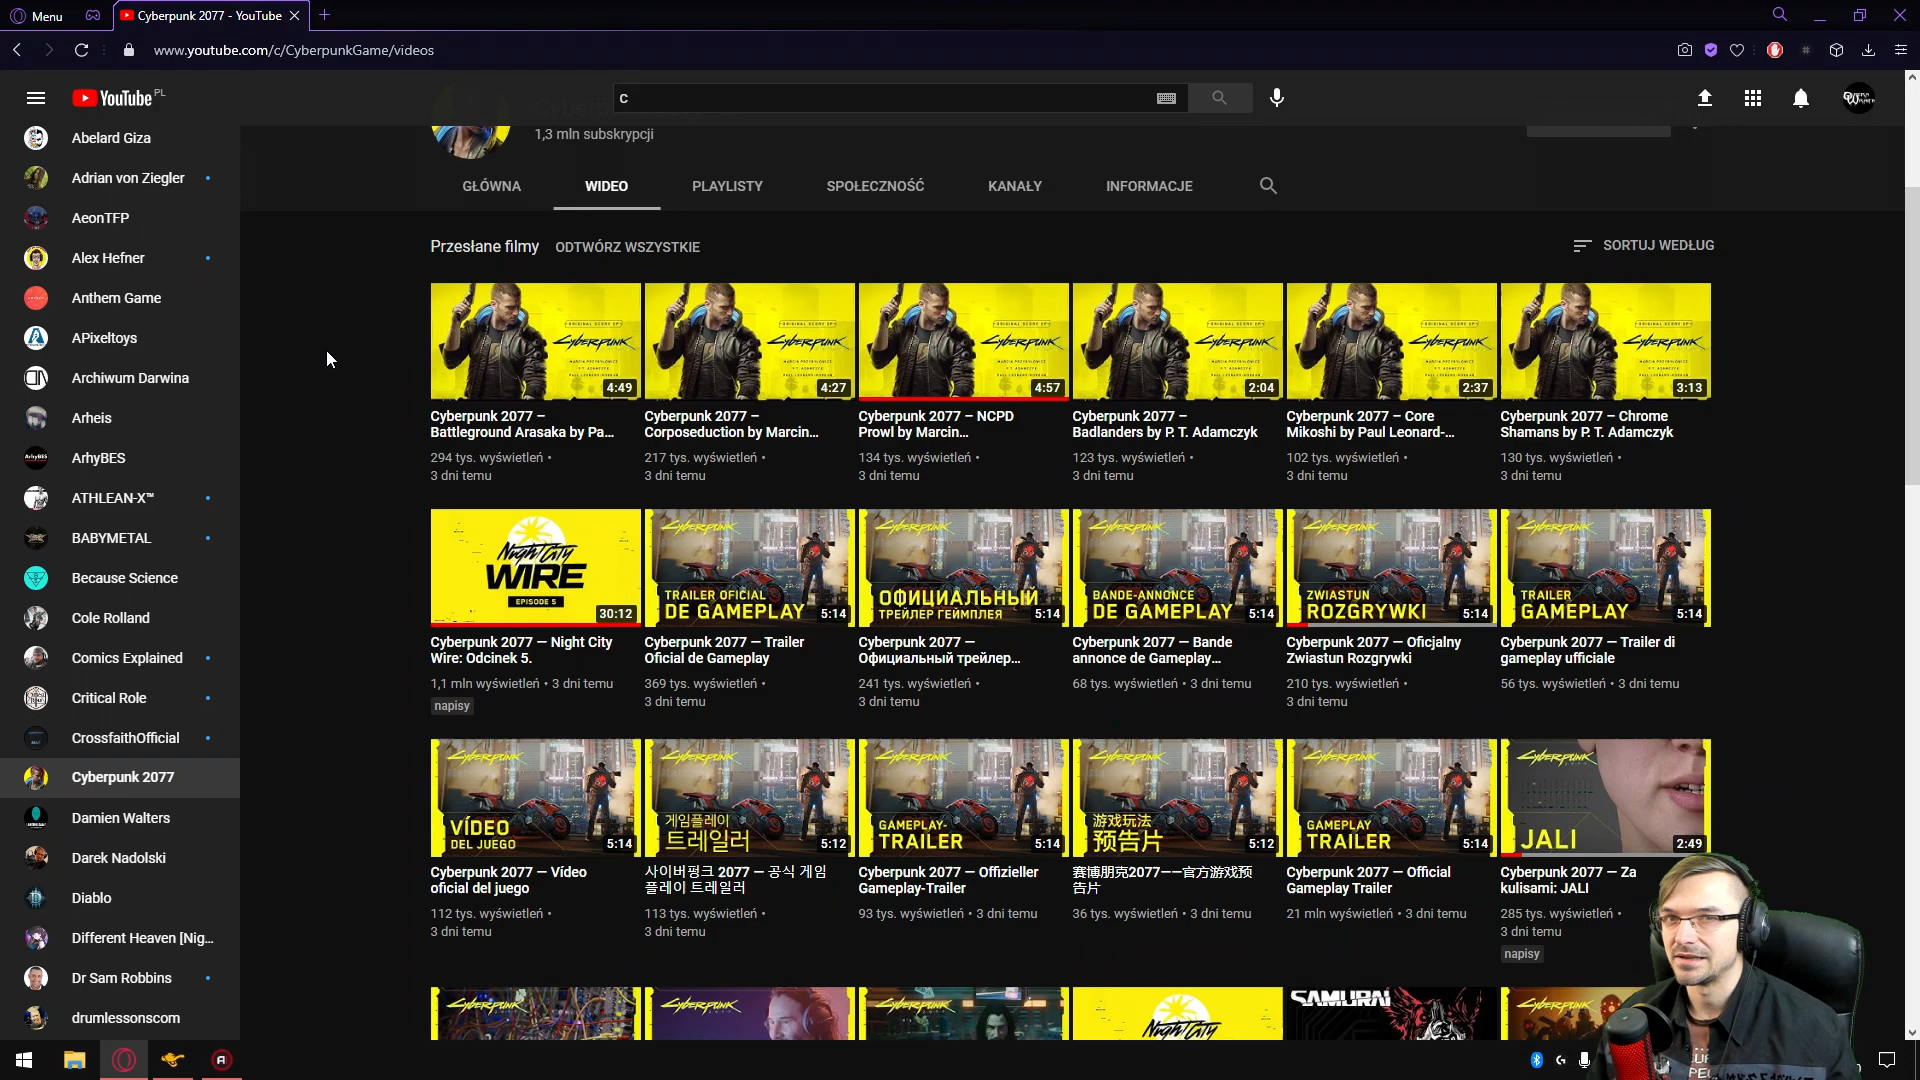 Menu
Cyberpunk 2077 - YouTube
www.youtube.com/c/CyberpunkGame/videos
YouTube PL
c
1,3 mln subskrypcji
GŁÓWNA
WIDEO
PLAYLISTY
SPOŁECZNOŚĆ
KANAŁY
INFORMACJE
Przesłane filmy
ODTWÓRZ WSZYSTKIE
SORTUJ WEDŁUG
Abelard Giza
Adrian von Ziegler
AeonTFP
Alex Hefner
Anthem Game
APixeltoys
Archiwum Darwina
Arheis
ArhyBES
ATHLEAN-X™
BABYMETAL
Because Science
Cole Rolland
Comics Explained
Critical Role
CrossfaithOfficial
Cyberpunk 2077
Damien Walters
Darek Nadolski
Diablo
Different Heaven [Nig...
Dr Sam Robbins
drumlessonscom
4:49
Cyberpunk 2077 –
Battleground Arasaka by Pa...
294 tys. wyświetleń •
3 dni temu
4:27
Cyberpunk 2077 –
Corposeduction by Marcin...
217 tys. wyświetleń •
3 dni temu
4:57
Cyberpunk 2077 – NCPD
Prowl by Marcin...
134 tys. wyświetleń •
3 dni temu
2:04
Cyberpunk 2077 –
Badlanders by P. T. Adamczyk
123 tys. wyświetleń •
3 dni temu
2:37
Cyberpunk 2077 – Core
Mikoshi by Paul Leonard-...
102 tys. wyświetleń •
3 dni temu
3:13
Cyberpunk 2077 – Chrome
Shamans by P. T. Adamczyk
130 tys. wyświetleń •
3 dni temu
Night City
WIRE
EPISODE 5
30:12
Cyberpunk 2077 — Night City
Wire: Odcinek 5.
1,1 mln wyświetleń • 3 dni temu
napisy
Cyberpunk
TRAILER OFICIAL
DE GAMEPLAY
5:14
Cyberpunk 2077 — Trailer
Oficial de Gameplay
369 tys. wyświetleń •
3 dni temu
Cyberpunk
ОФИЦИАЛЬНЫЙ
ТРЕЙЛЕР ГЕЙМПЛЕЯ
5:14
Cyberpunk 2077 —
Официальный трейлер...
241 tys. wyświetleń •
3 dni temu
Cyberpunk
BANDE-ANNONCE
DE GAMEPLAY
5:14
Cyberpunk 2077 — Bande
annonce de Gameplay...
68 tys. wyświetleń • 3 dni temu
Cyberpunk
ZWIASTUN
ROZGRYWKI
5:14
Cyberpunk 2077 — Oficjalny
Zwiastun Rozgrywki
210 tys. wyświetleń •
3 dni temu
Cyberpunk
TRAILER
GAMEPLAY
5:14
Cyberpunk 2077 — Trailer di
gameplay ufficiale
56 tys. wyświetleń • 3 dni temu
Cyberpunk
VÍDEO
DEL JUEGO
5:14
Cyberpunk 2077 — Vídeo
oficial del juego
112 tys. wyświetleń •
3 dni temu
Cyberpunk
게임플레이
트레일러
5:12
사이버펑크 2077 — 공식 게임
플레이 트레일러
113 tys. wyświetleń •
3 dni temu
Cyberpunk
GAMEPLAY-
TRAILER
5:14
Cyberpunk 2077 — Offizieller
Gameplay-Trailer
93 tys. wyświetleń • 3 dni temu
Cyberpunk
游戏玩法
预告片
5:12
赛博朋克2077——官方游戏预
告片
36 tys. wyświetleń • 3 dni temu
Cyberpunk
GAMEPLAY
TRAILER
5:14
Cyberpunk 2077 — Official
Gameplay Trailer
21 mln wyświetleń • 3 dni temu
Cyberpunk
JALI
2:49
Cyberpunk 2077 — Za
kulisami: JALI
285 tys. wyświetleń •
3 dni temu
napisy
Cyberpunk
Cyberpunk
Cyberpunk
Night City
SAMURAI
Cyberpunk